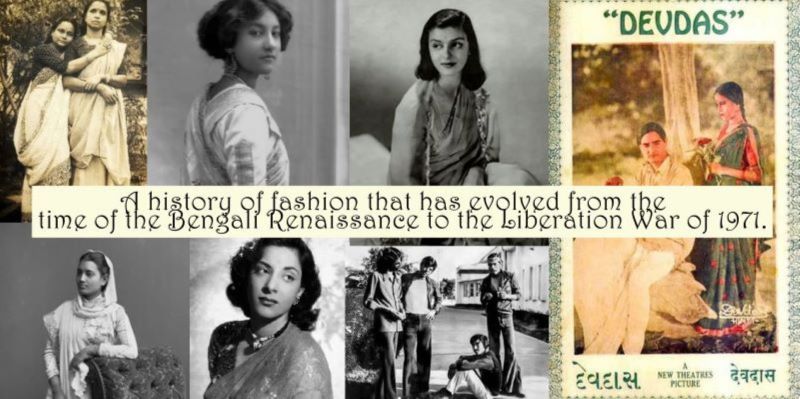 "DEVDAS"
A history of fashion that has evolved from the
time of the Bengali Renaissance to the Liberation War of 1971.
દેવદાસ
A
NEW THEATRES
PICTURE
देवदास